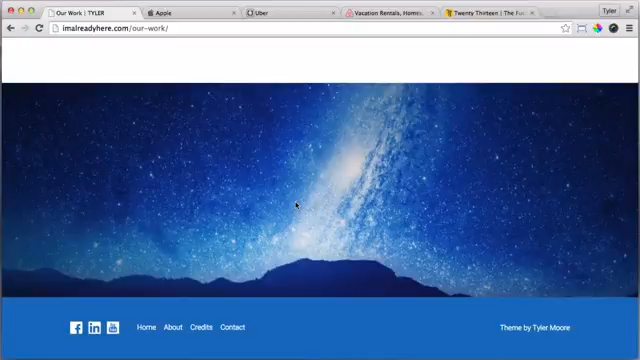 Our Work | TYLER
Apple
Uber
Vacation Rentals, Homes
Twenty Thirteen | The Fu
Tyler
imalreadyhere.com/our-work/
Home About Credits Contact
Theme by Tyler Moore